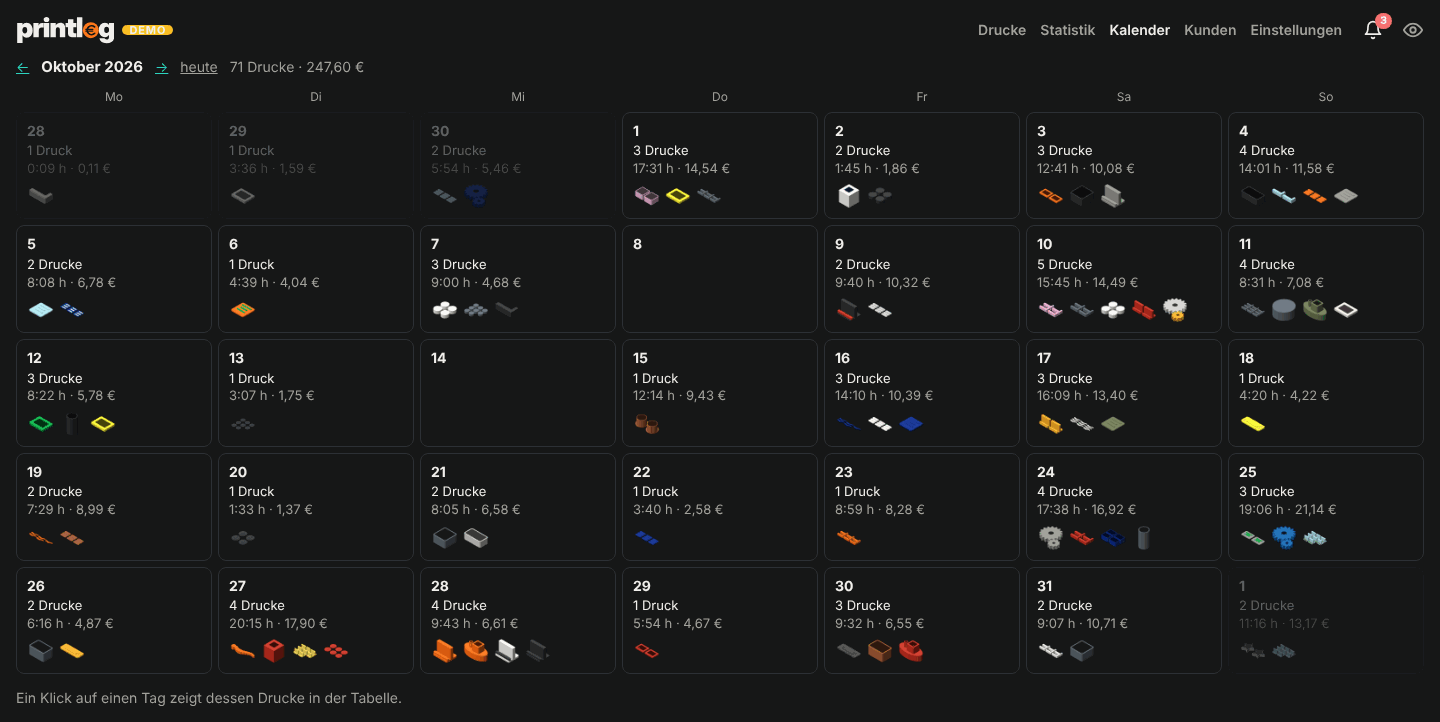 printlog DEMO Drucke Statistik Kalender Kunden Einstellungen 3
← Oktober 2026 → heute 71 Drucke · 247,60 €
Mo Di Mi Do Fr Sa So
28 29 30 1 2 3 4
1 Druck 1 Druck 2 Drucke 3 Drucke 2 Drucke 3 Drucke 4 Drucke
0:09 h · 0,11 € 3:36 h · 1,59 € 5:54 h · 5,46 € 17:31 h · 14,54 € 1:45 h · 1,86 € 12:41 h · 10,08 € 14:01 h · 11,58 €
5 6 7 8 9 10 11
2 Drucke 1 Druck 3 Drucke 2 Drucke 5 Drucke 4 Drucke
8:08 h · 6,78 € 4:39 h · 4,04 € 9:00 h · 4,68 € 9:40 h · 10,32 € 15:45 h · 14,49 € 8:31 h · 7,08 €
12 13 14 15 16 17 18
3 Drucke 1 Druck 1 Druck 3 Drucke 3 Drucke 1 Druck
8:22 h · 5,78 € 3:07 h · 1,75 € 12:14 h · 9,43 € 14:10 h · 10,39 € 16:09 h · 13,40 € 4:20 h · 4,22 €
19 20 21 22 23 24 25
2 Drucke 1 Druck 2 Drucke 1 Druck 1 Druck 4 Drucke 3 Drucke
7:29 h · 8,99 € 1:33 h · 1,37 € 8:05 h · 6,58 € 3:40 h · 2,58 € 8:59 h · 8,28 € 17:38 h · 16,92 € 19:06 h · 21,14 €
26 27 28 29 30 31 1
2 Drucke 4 Drucke 4 Drucke 1 Druck 3 Drucke 2 Drucke 2 Drucke
6:16 h · 4,87 € 20:15 h · 17,90 € 9:43 h · 6,61 € 5:54 h · 4,67 € 9:32 h · 6,55 € 9:07 h · 10,71 € 11:16 h · 13,17 €
Ein Klick auf einen Tag zeigt dessen Drucke in der Tabelle.